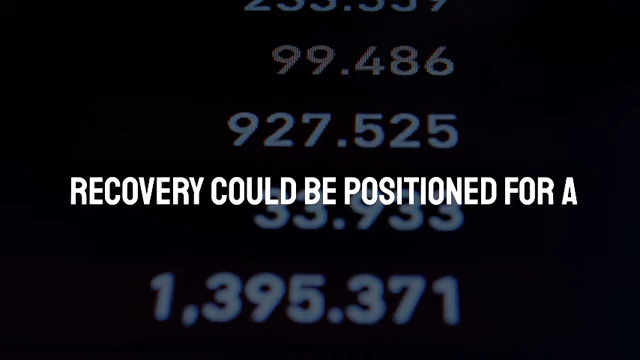 99.486
927.525
RECOVERY COULD BE POSITIONED FOR A
33.933
1,395.371